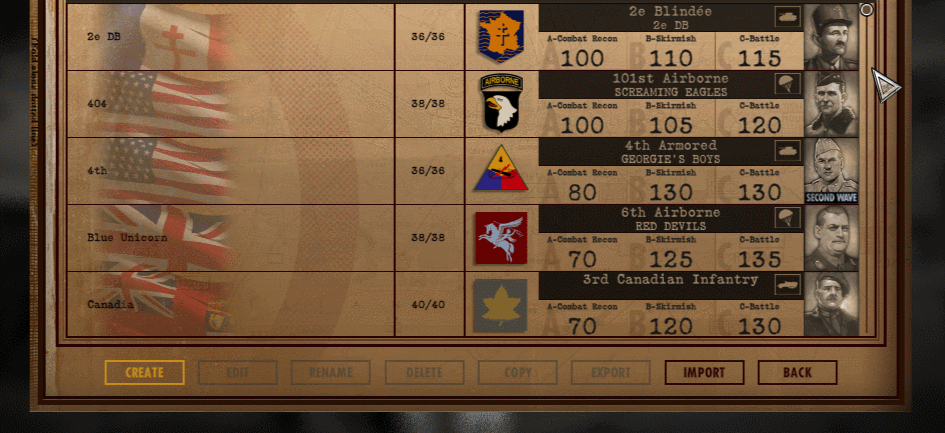 2e Blindée
2e DB
2e DB
36/36
A-Combat Recon
B-Skirmish
C-Battle
100
110
115
101st Airborne
SCREAMING EAGLES
404
38/38
AIRBORNE
A-Combat Recon
B-Skirmish
C-Battle
100
105
120
4th Armored
GEORGIE'S BOYS
4th
36/36
4
A-Combat Recon
B-Skirmish
C-Battle
80
130
130
SECOND WAVE
6th Airborne
RED DEVILS
Blue Unicorn
38/38
A-Combat Recon
B-Skirmish
C-Battle
70
125
135
3rd Canadian Infantry
Canadia
40/40
A-Combat Recon
B-Skirmish
C-Battle
70
120
130
CREATE
EDIT
RENAME
DELETE
COPY
EXPORT
IMPORT
BACK